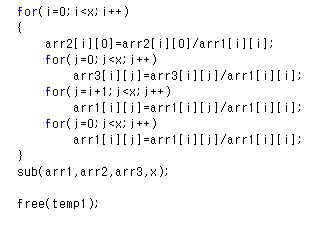 for(i=0;i<x;i++)
{
arr2[i][0]=arr2[i][0]/arr1[i][i];
for(j=0;j<x;j++)
arr3[i][j]=arr3[i][j]/arr1[i][i];
for(j=i+1;j<x;j++)
arr1[i][j]=arr1[i][j]/arr1[i][i];
for(j=0;j<x;j++)
arr1[i][j]=arr1[i][j]/arr1[i][i];
}
sub(arr1,arr2,arr3,x);
free(temp1);